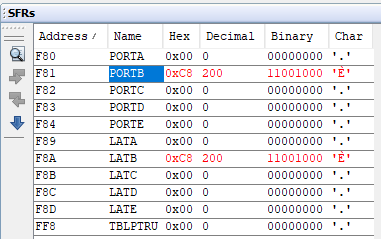 SFRs
Address / Name Hex Decimal Binary Char
F80 PORTA 0x00 0 00000000 '.'
F81 PORTB 0xC8 200 11001000 'È'
F82 PORTC 0x00 0 00000000 '.'
F83 PORTD 0x00 0 00000000 '.'
F84 PORTE 0x00 0 00000000 '.'
F89 LATA 0x00 0 00000000 '.'
F8A LATB 0xC8 200 11001000 'È'
F8B LATC 0x00 0 00000000 '.'
F8C LATD 0x00 0 00000000 '.'
F8D LATE 0x00 0 00000000 '.'
FF8 TBLPTRU 0x00 0 00000000 '.'